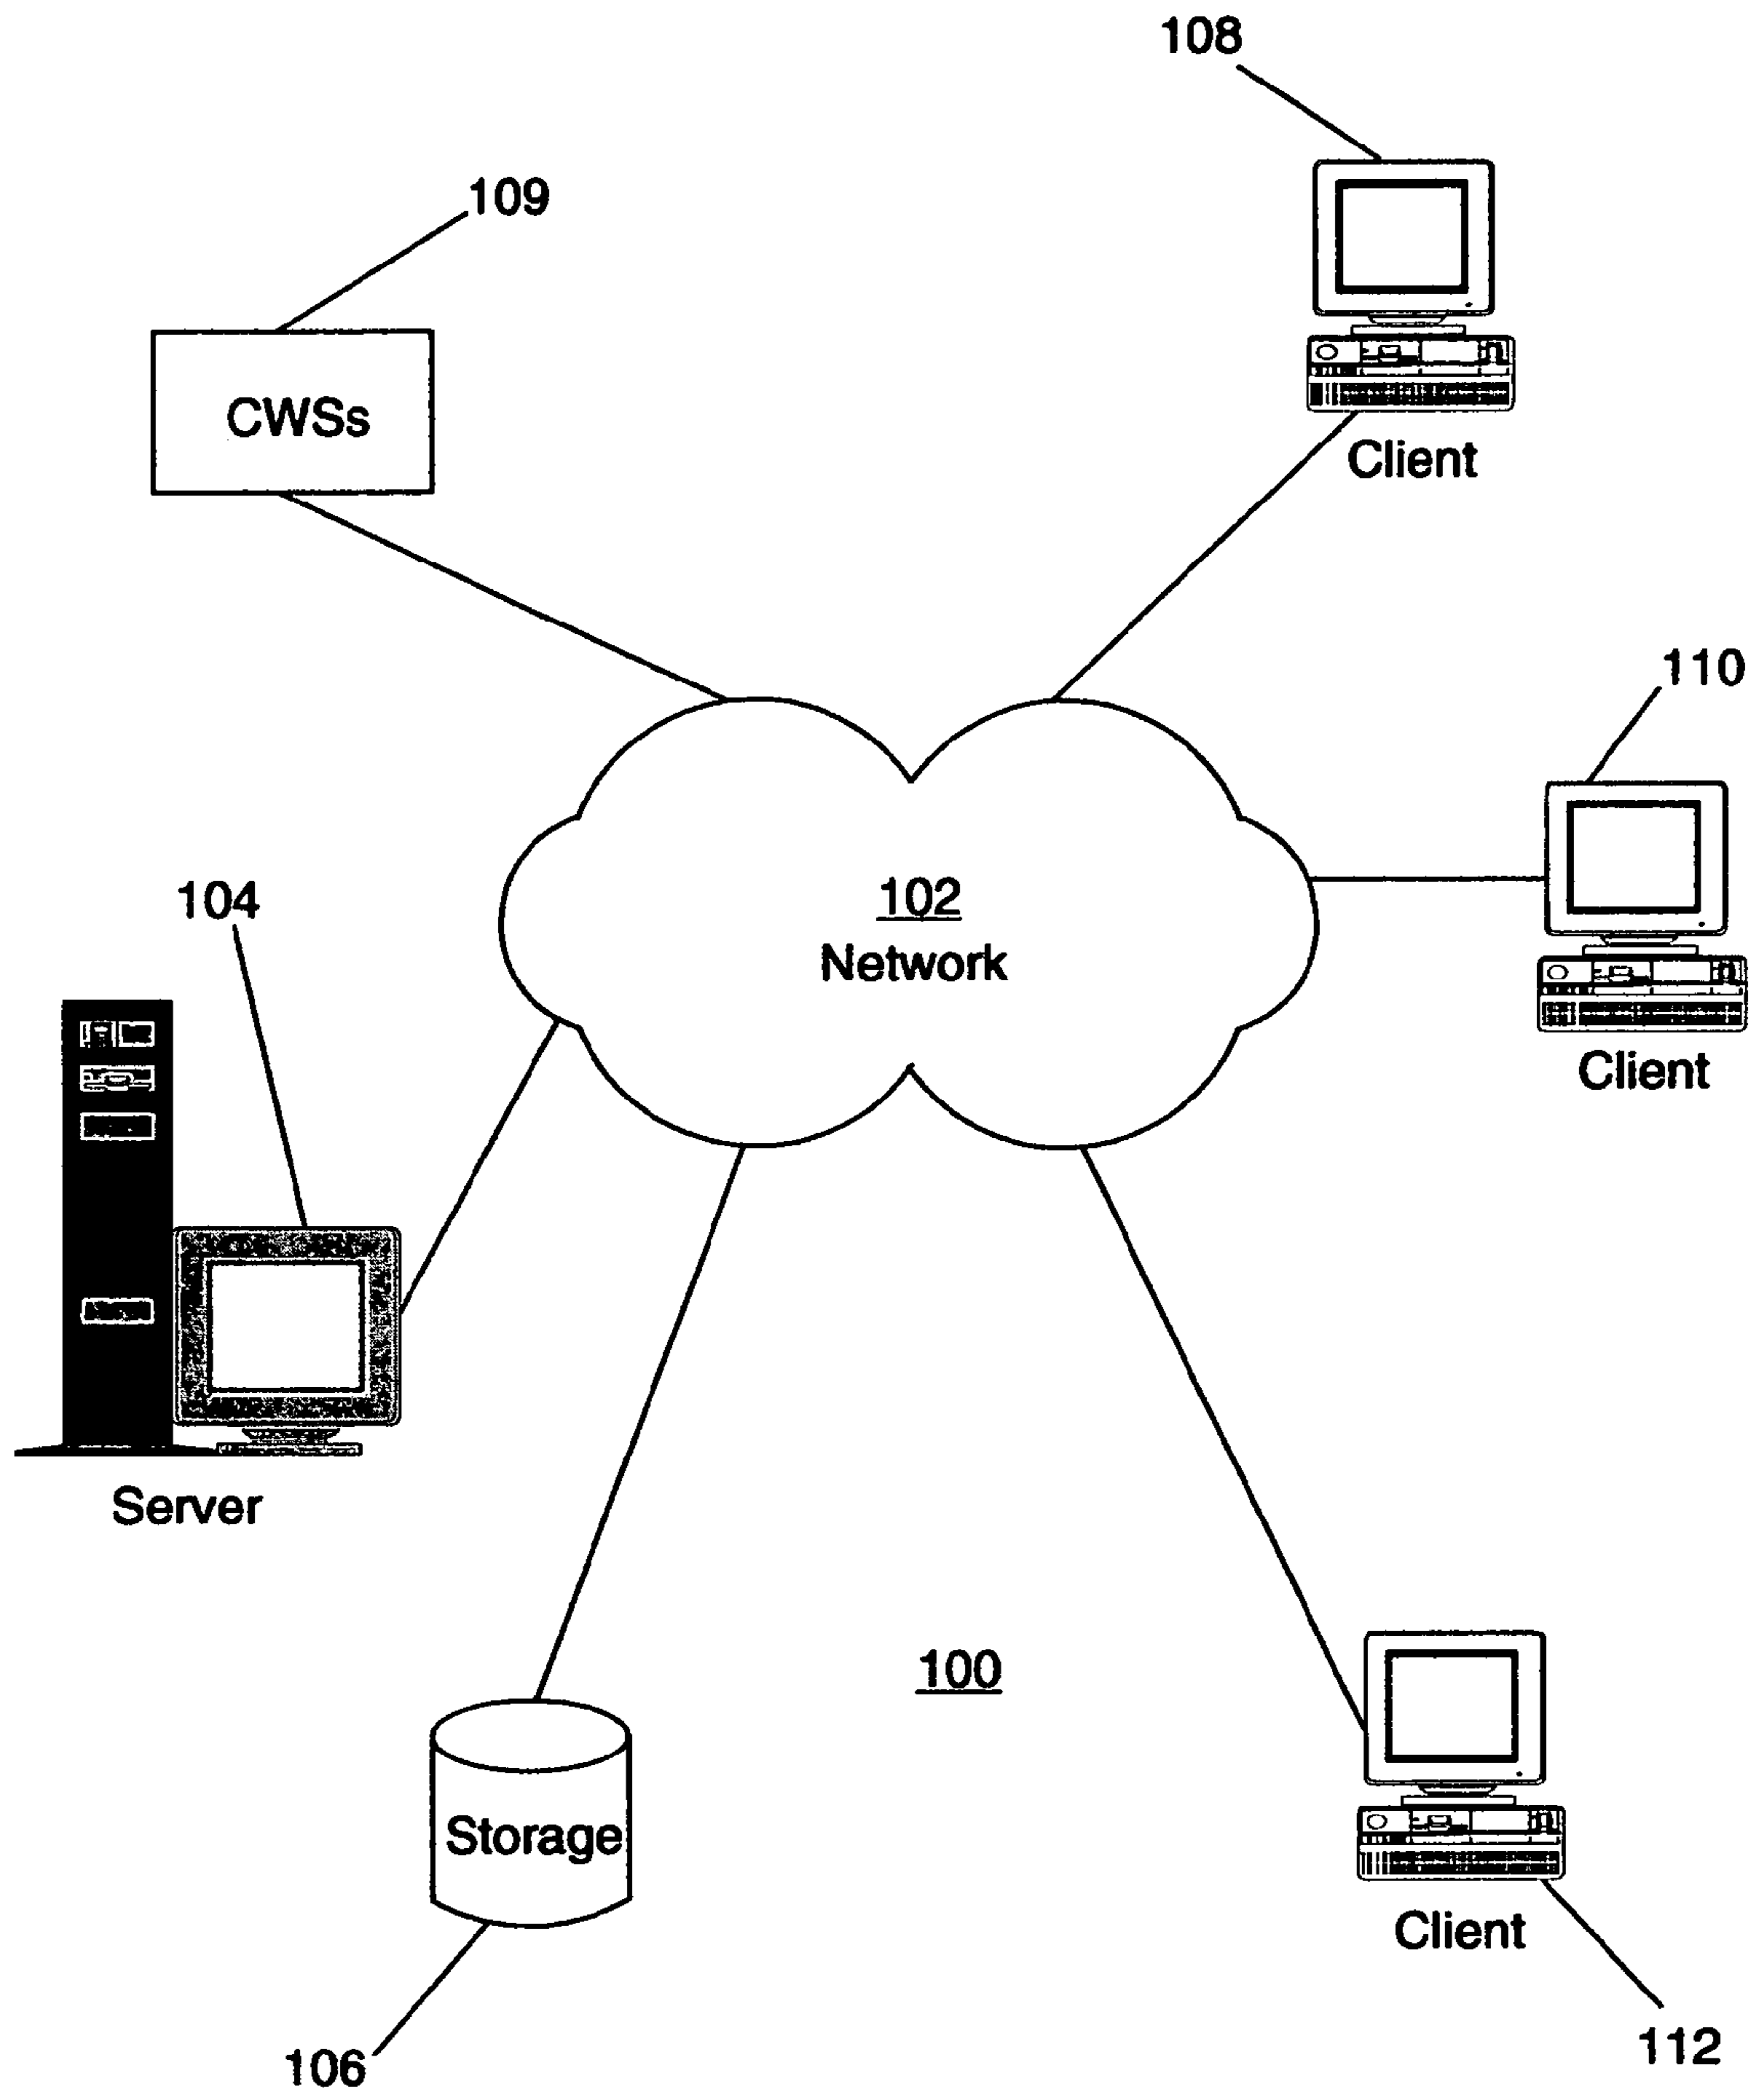 108
109
CWSs
Client
110
104
102
Network
Client
Server
100
Storage
Client
106
112